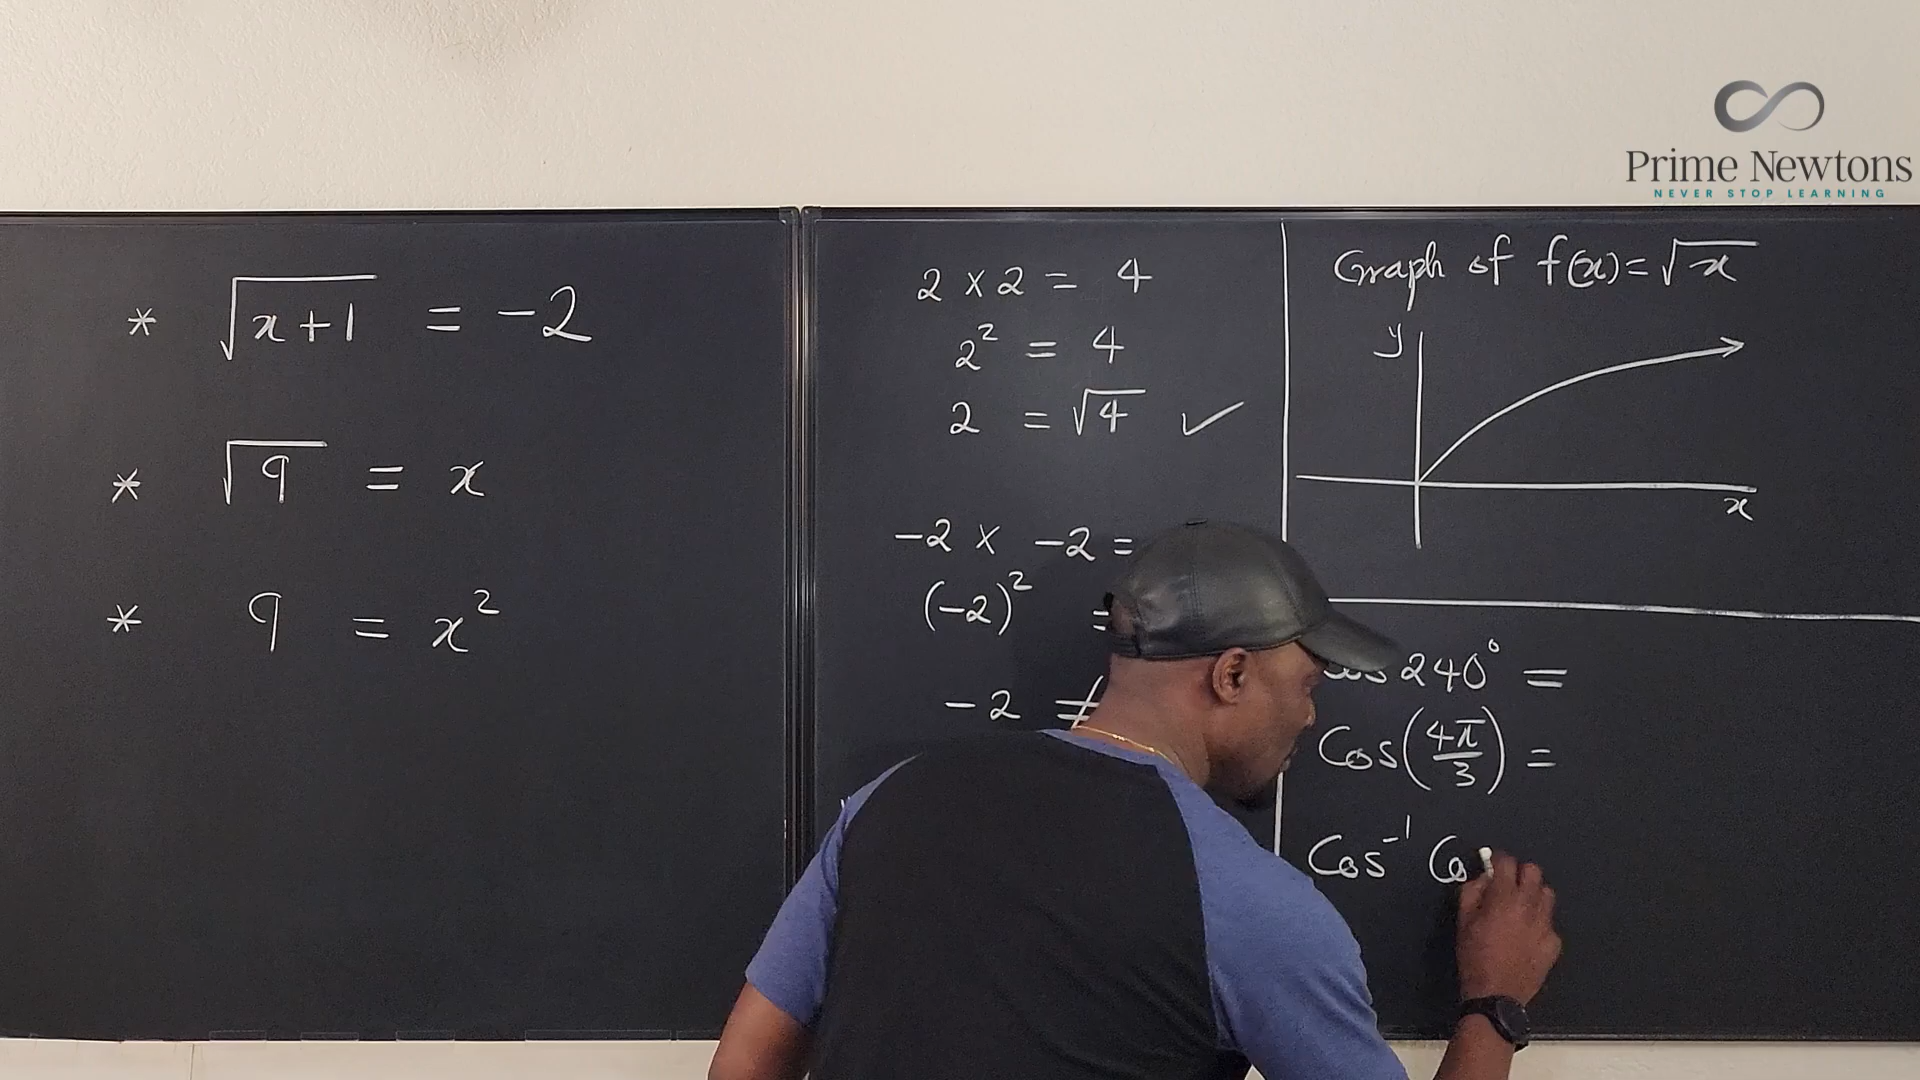 Prime Newtons
NEVER STOP LEARNING
* √(x+1) = -2
* √9 = x
* 9 = x²
2 × 2 = 4
2² = 4
2 = √4 ✓
-2 × -2 =
(-2)² =
-2 ≠
Graph of f(x) = √x
y
x
240° =
Cos(4π/3) =
Cos⁻¹ Co